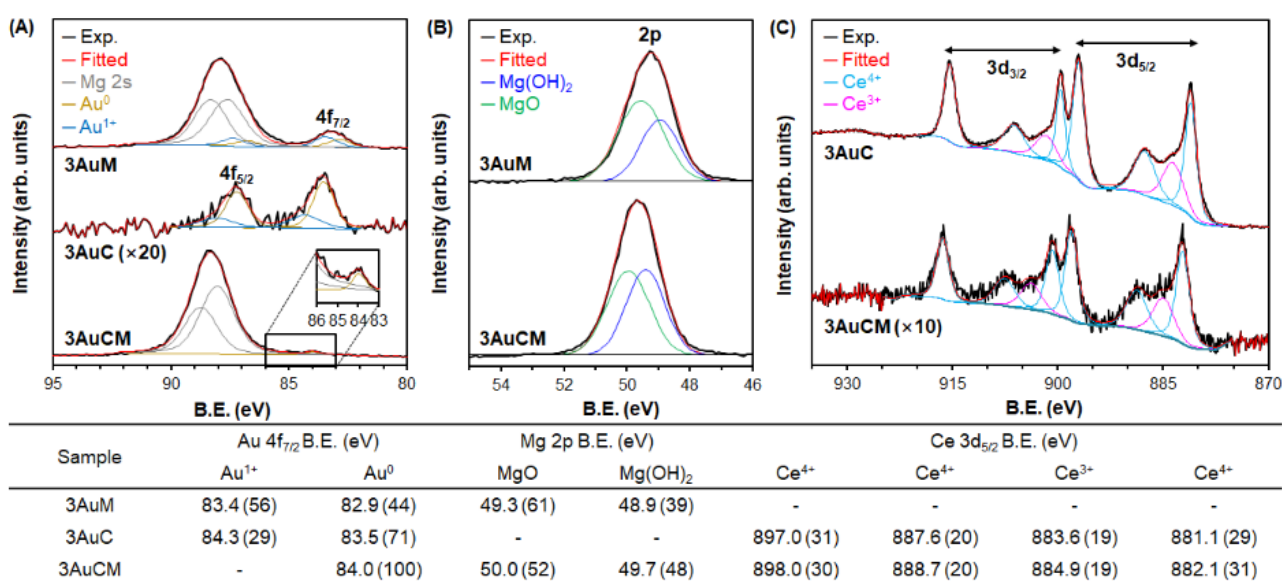 (A)
Exp.
Fitted
Mg 2s
Au⁰
Au¹⁺
4f₇/₂
3AuM
4f₅/₂
3AuC (×20)
86 85 84 83
3AuCM
95 90 85 80
B.E. (eV)
Intensity (arb. units)
(B)
2p
Exp.
Fitted
Mg(OH)₂
MgO
3AuM
3AuCM
54 52 50 48 46
B.E. (eV)
Intensity (arb. units)
(C)
Exp.
Fitted
Ce⁴⁺
Ce³⁺
3d₃/₂
3d₅/₂
3AuC
3AuCM (×10)
930 915 900 885 870
B.E. (eV)
Intensity (arb. units)
Sample Au 4f₇/₂ B.E. (eV) Mg 2p B.E. (eV) Ce 3d₅/₂ B.E. (eV)
Au¹⁺ Au⁰ MgO Mg(OH)₂ Ce⁴⁺ Ce⁴⁺ Ce³⁺ Ce⁴⁺
3AuM 83.4 (56) 82.9 (44) 49.3 (61) 48.9 (39) - - - -
3AuC 84.3 (29) 83.5 (71) - - 897.0 (31) 887.6 (20) 883.6 (19) 881.1 (29)
3AuCM - 84.0 (100) 50.0 (52) 49.7 (48) 898.0 (30) 888.7 (20) 884.9 (19) 882.1 (31)